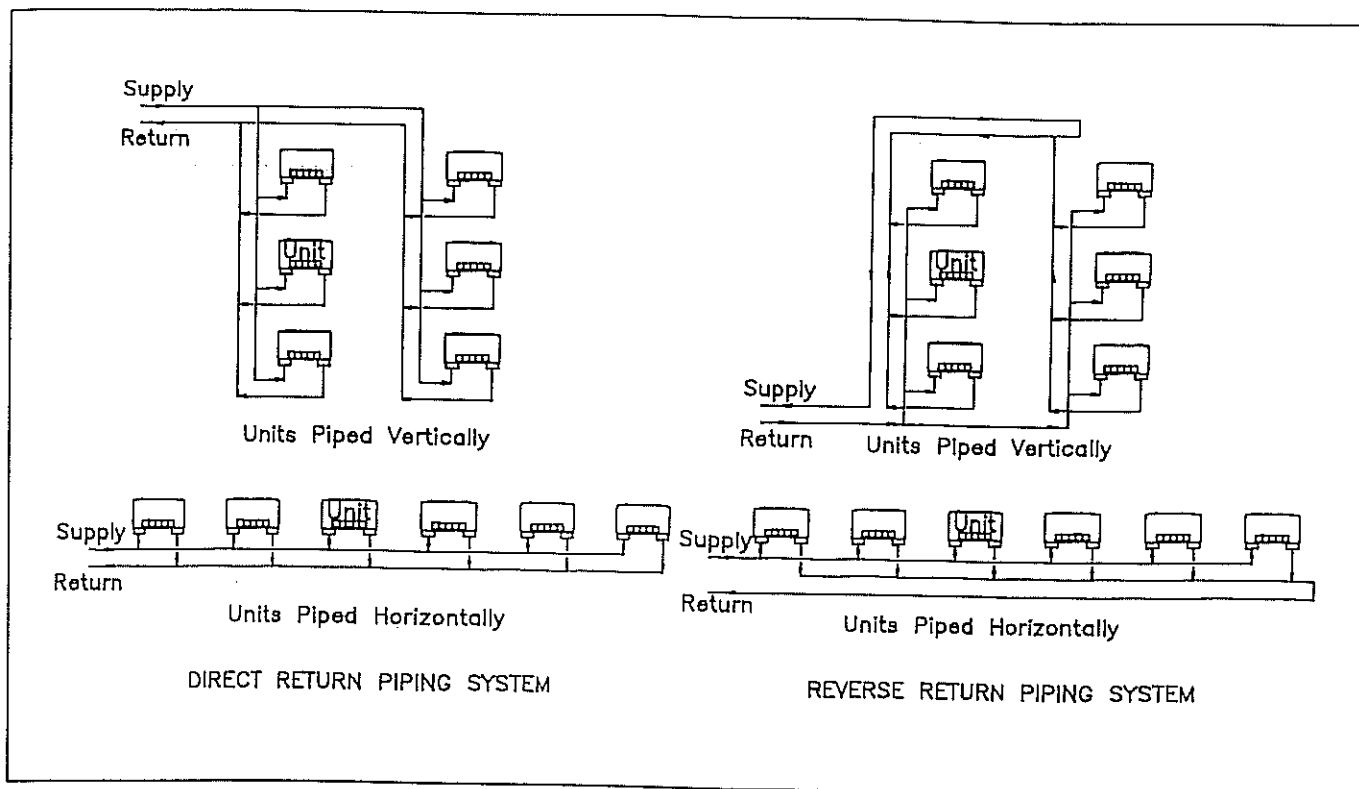 Supply
Return
Unit
Units Piped Vertically
Supply
Return
Unit
Units Piped Horizontally
DIRECT RETURN PIPING SYSTEM
Unit
Supply
Return
Units Piped Vertically
Unit
Supply
Return
Units Piped Horizontally
REVERSE RETURN PIPING SYSTEM